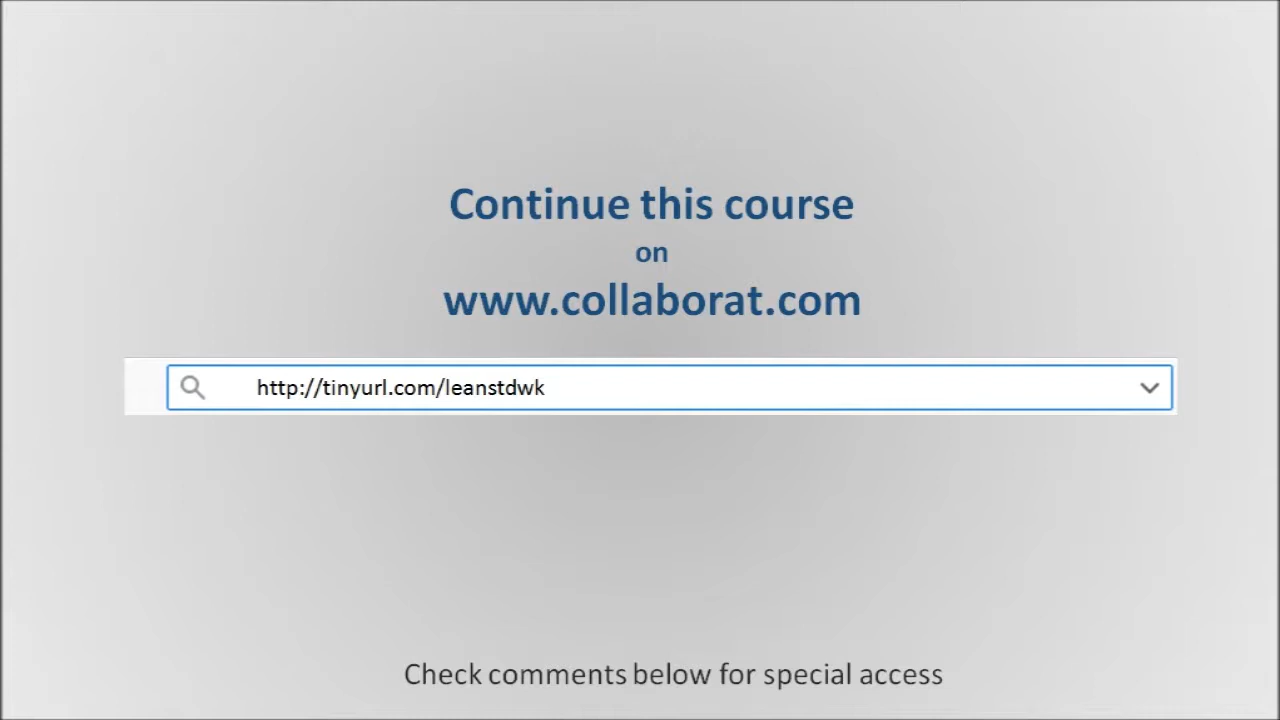 Continue this course
on
www.collaborat.com
http://tinyurl.com/leanstdwk
Check comments below for special access